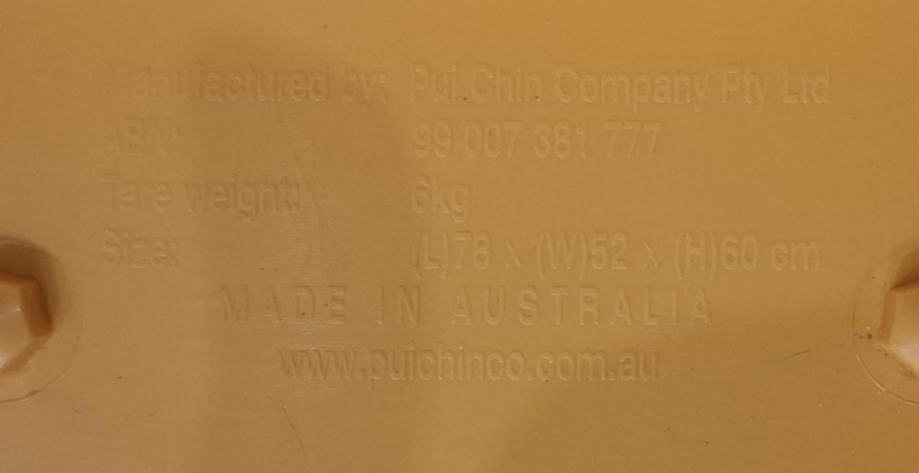 Manufactured by: Pui Chin Company Pty Ltd
ABN: 99 007 381 777
Tare weight: 6kg
Size: (L)78 x (W)52 x (H)60 cm
MADE IN AUSTRALIA
www.puichinco.com.au